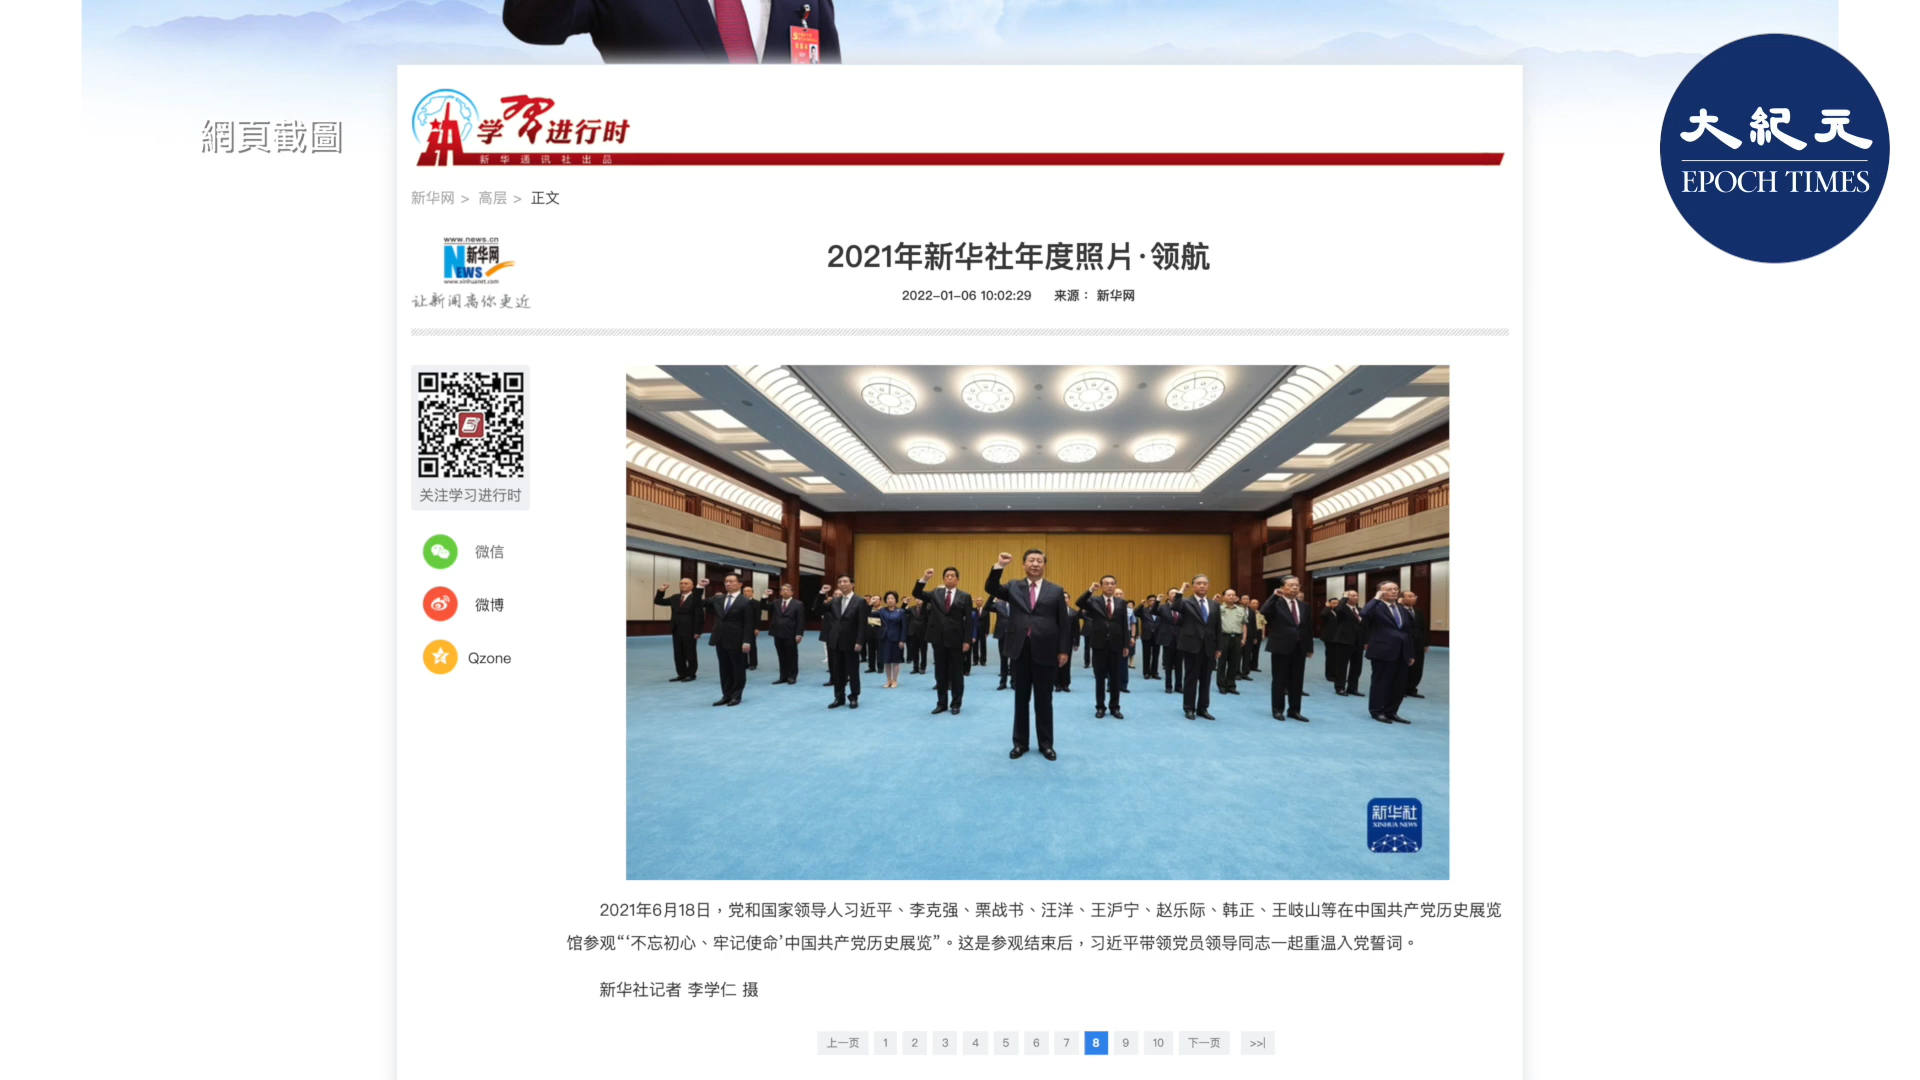 大紀元
EPOCH TIMES
網頁截圖
学习进行时
新华通讯社出品
新华网 > 高层 > 正文
www.news.cn
新华网
NEWS
www.xinhuanet.com
让新闻离你更近
2021年新华社年度照片·领航
2022-01-06 10:02:29 来源： 新华网
关注学习进行时
微信
微博
Qzone
新华社
XINHUA NEWS
2021年6月18日，党和国家领导人习近平、李克强、栗战书、汪洋、王沪宁、赵乐际、韩正、王岐山等在中国共产党历史展览
馆参观“‘不忘初心、牢记使命’中国共产党历史展览”。这是参观结束后，习近平带领党员领导同志一起重温入党誓词。
新华社记者 李学仁 摄
上一页 1 2 3 4 5 6 7 8 9 10 下一页 >>|